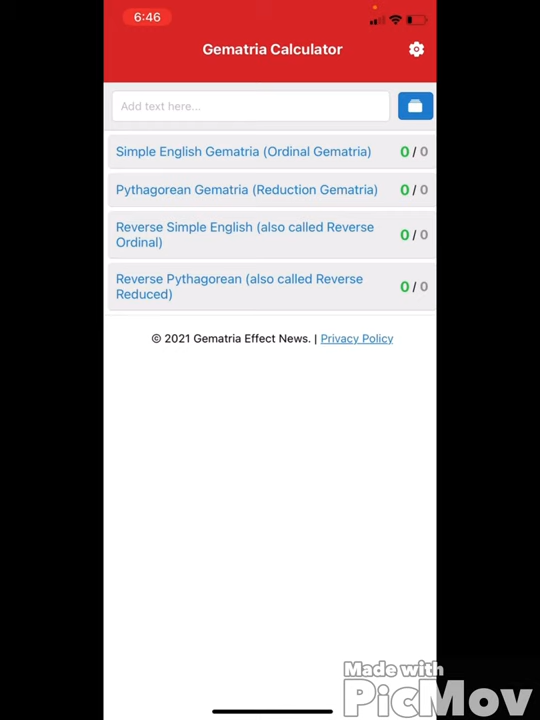 6:46
Gematria Calculator
Add text here...
Simple English Gematria (Ordinal Gematria) 0 / 0
Pythagorean Gematria (Reduction Gematria) 0 / 0
Reverse Simple English (also called Reverse
Ordinal) 0 / 0
Reverse Pythagorean (also called Reverse
Reduced) 0 / 0
© 2021 Gematria Effect News. | Privacy Policy
Made with
PicMov